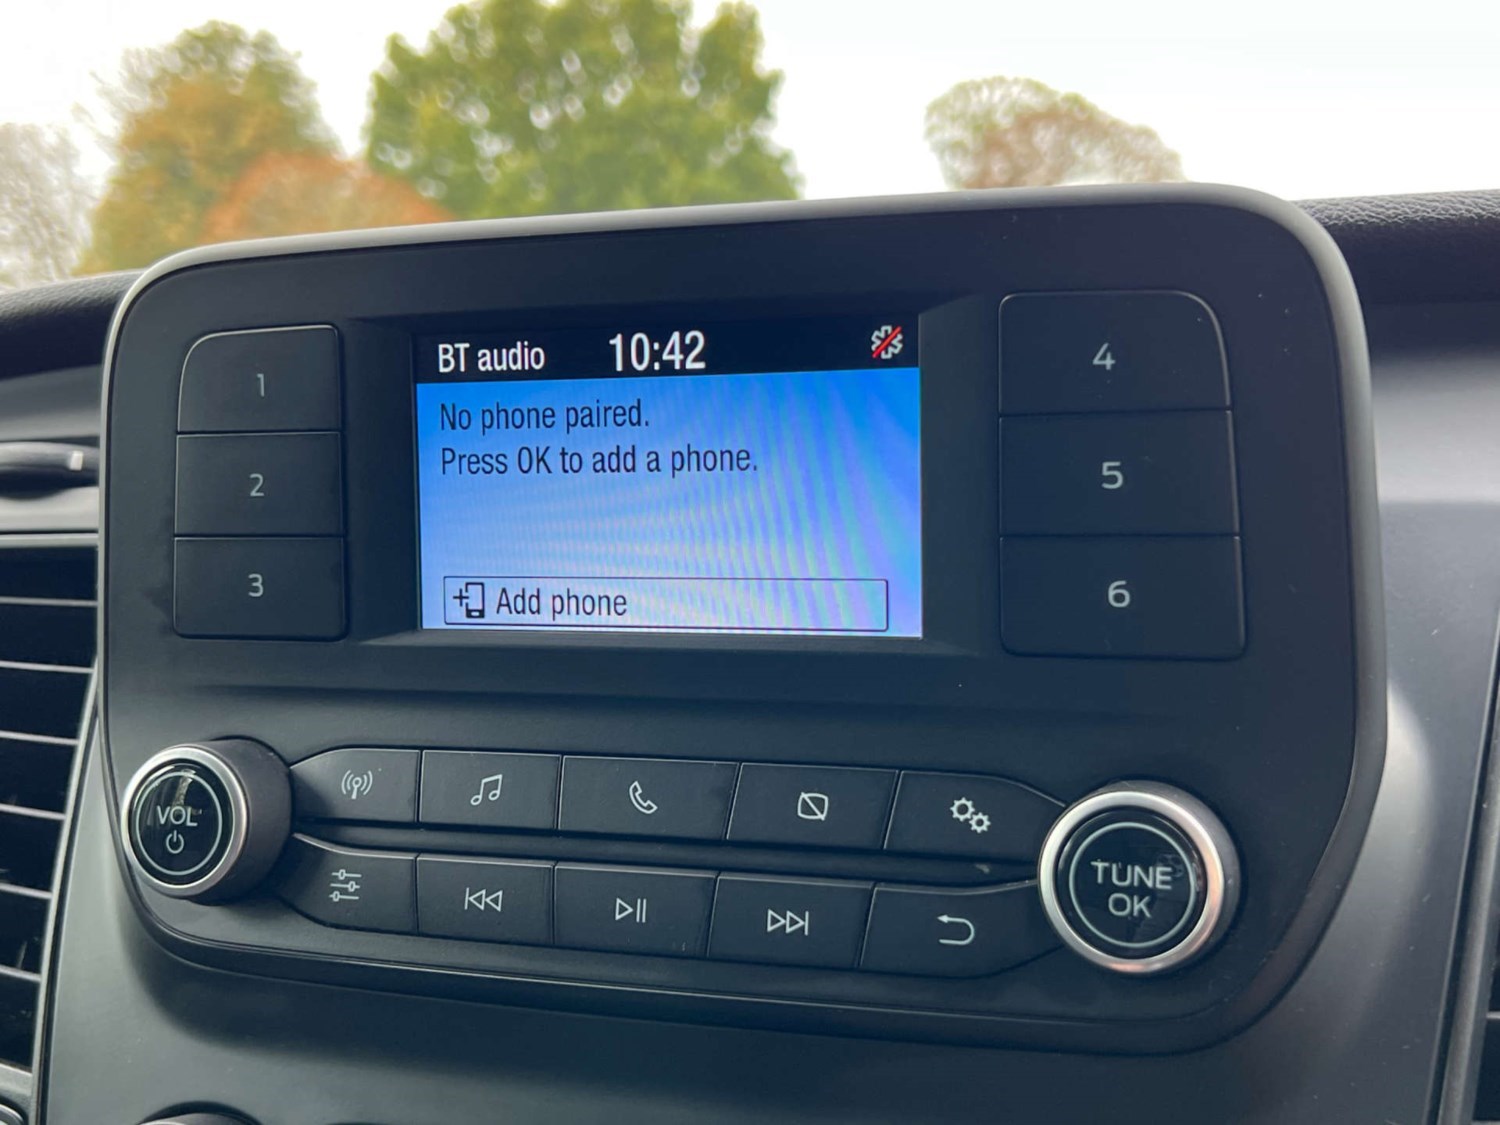 BT audio 10:42
No phone paired.
Press OK to add a phone.
Add phone
1
2
3
4
5
6
VOL
TUNE
OK